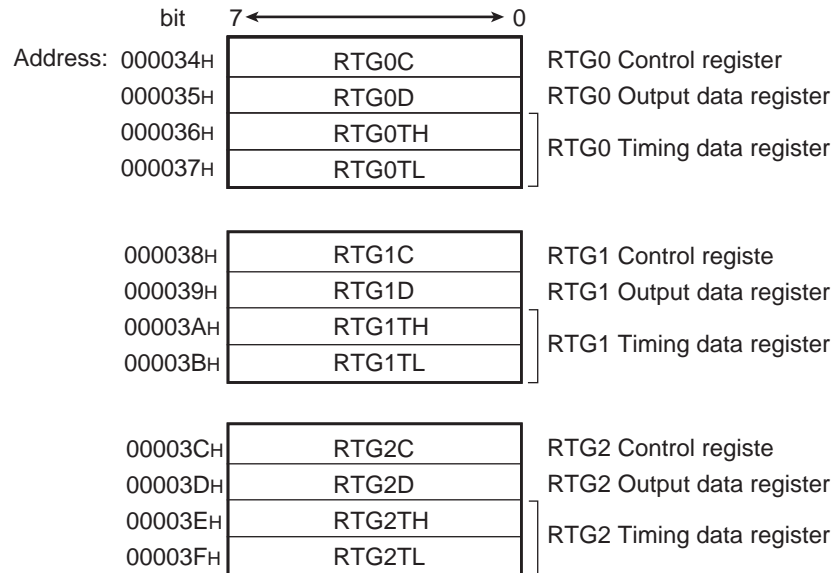 bit 7 0
Address: 000034H RTG0C RTG0 Control register
000035H RTG0D RTG0 Output data register
000036H RTG0TH
RTG0 Timing data register
000037H RTG0TL
000038H RTG1C RTG1 Control registe
000039H RTG1D RTG1 Output data register
00003AH RTG1TH
RTG1 Timing data register
00003BH RTG1TL
00003CH RTG2C RTG2 Control registe
00003DH RTG2D RTG2 Output data register
00003EH RTG2TH
RTG2 Timing data register
00003FH RTG2TL